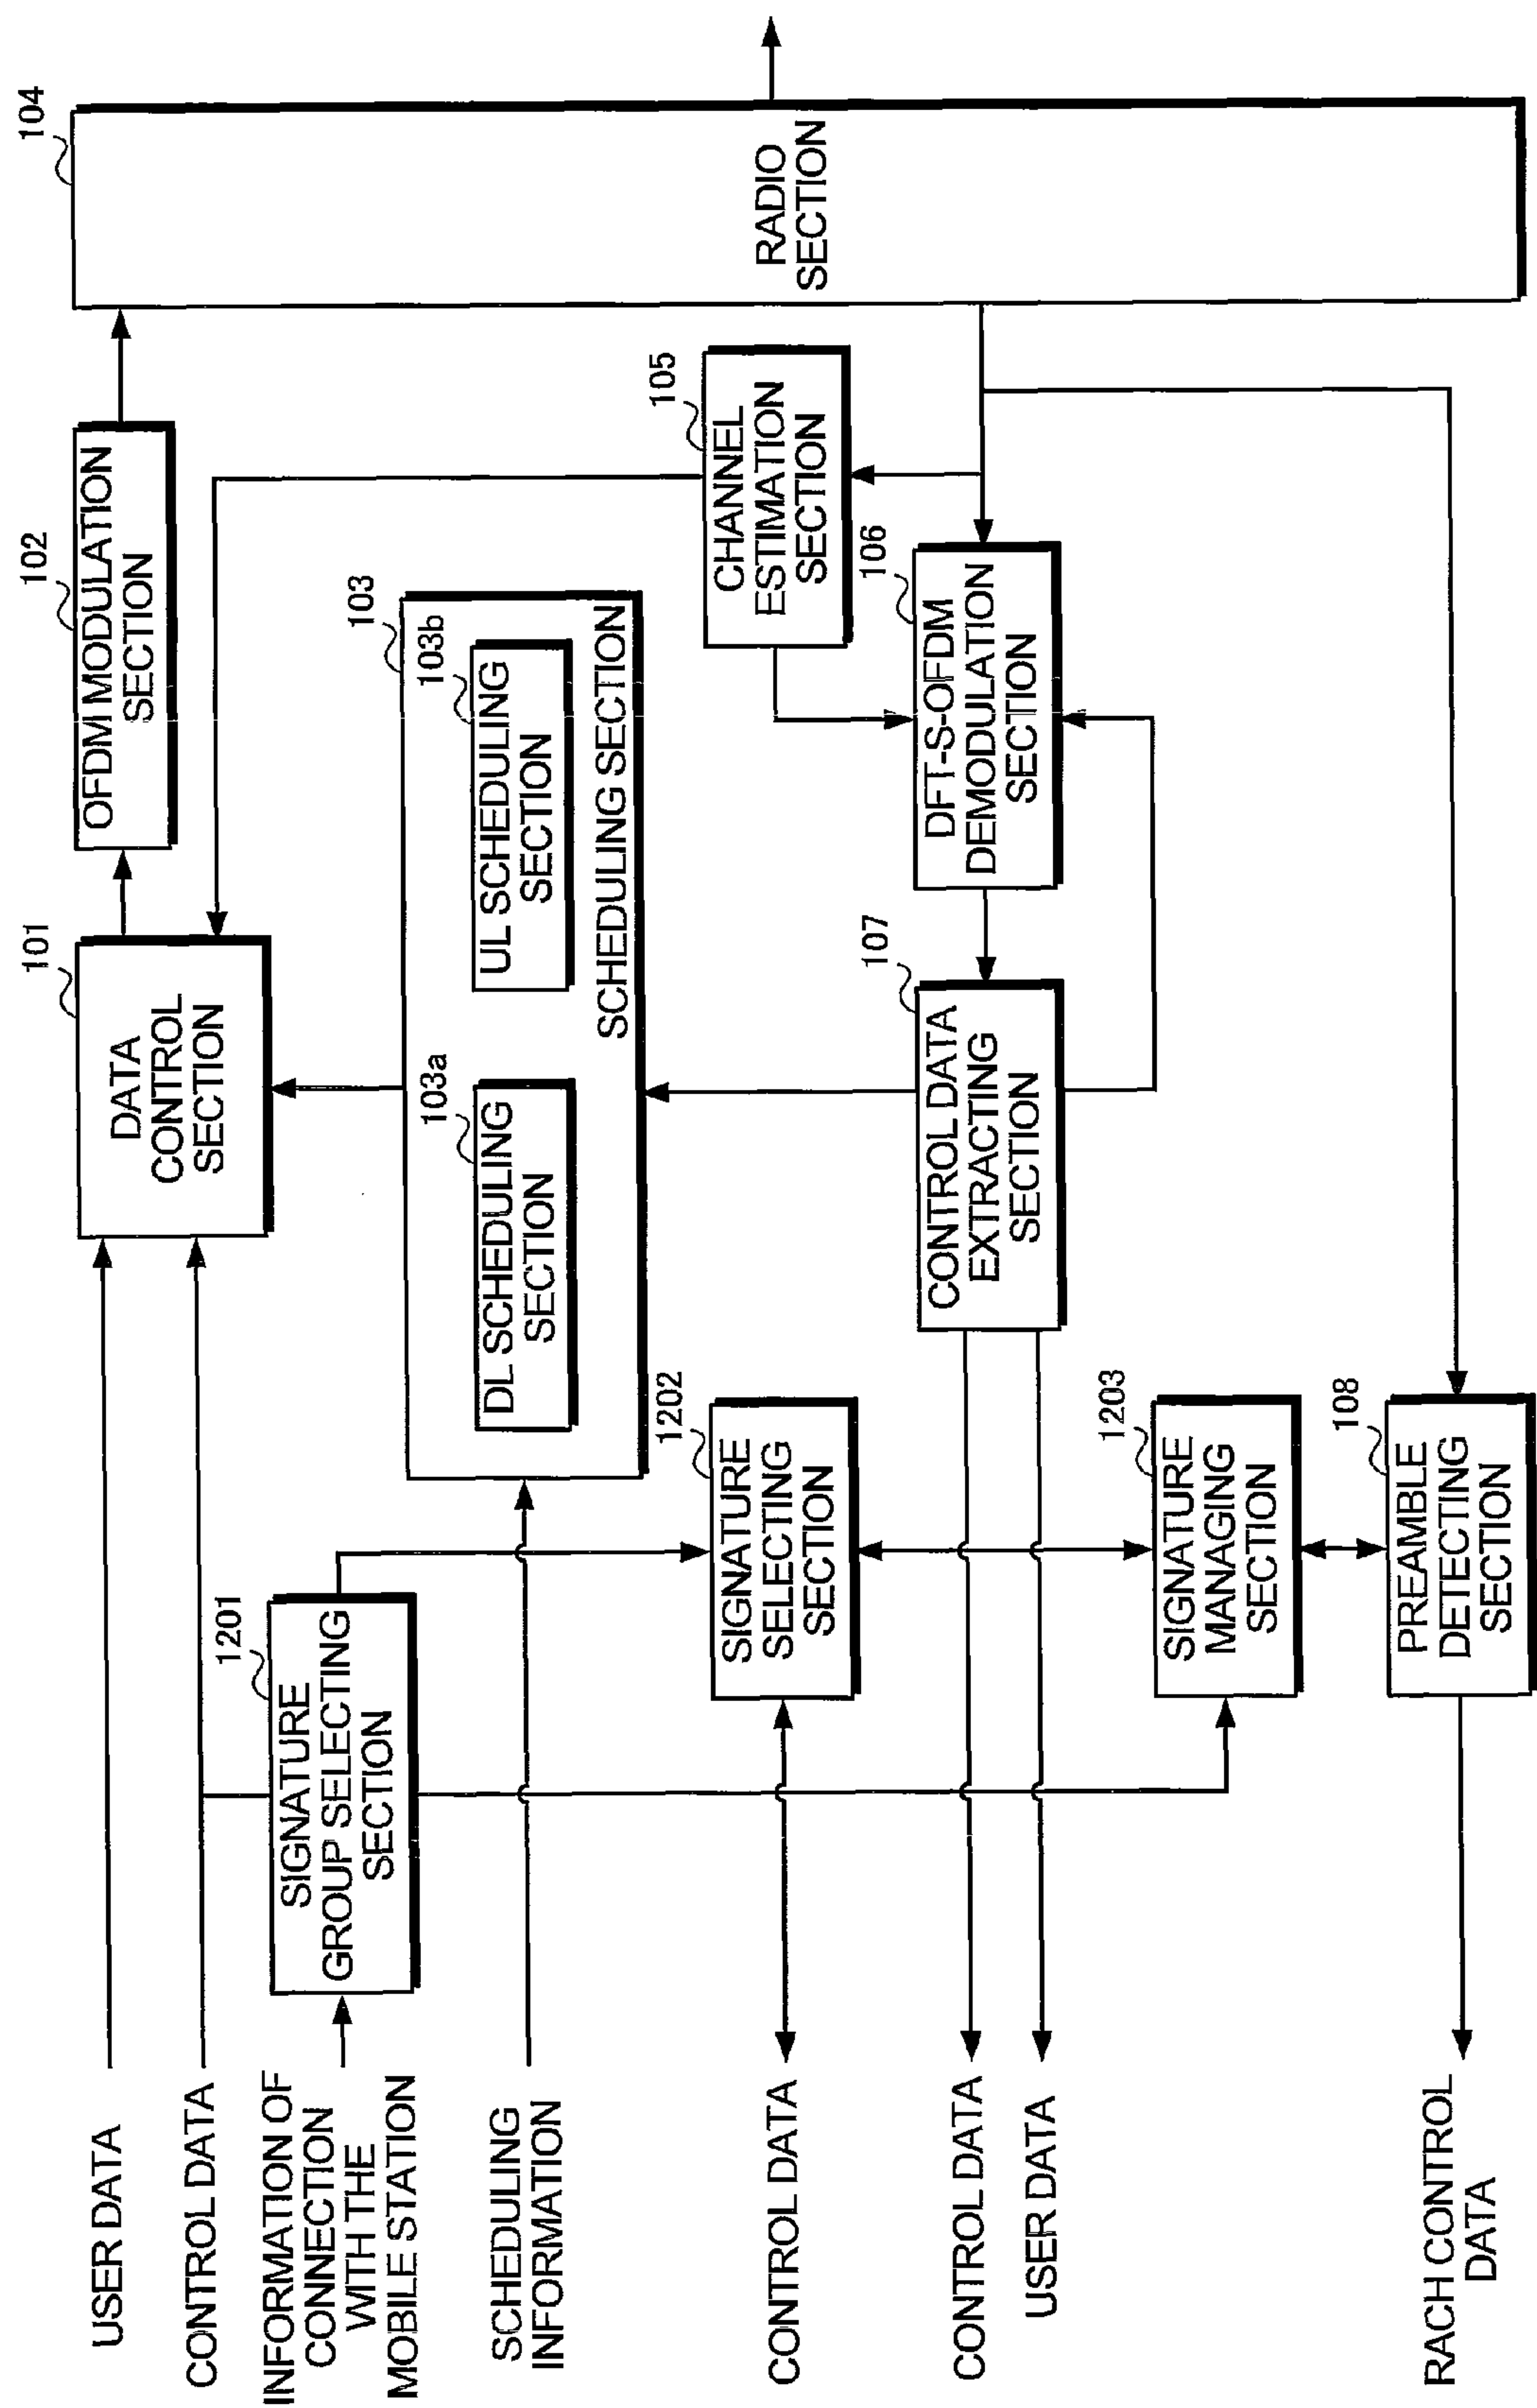 USER DATA
CONTROL DATA
INFORMATION OF
CONNECTION
WITH THE
MOBILE STATION
SCHEDULING
INFORMATION
CONTROL DATA
CONTROL DATA
USER DATA
RACH CONTROL
DATA
1201
SIGNATURE
GROUP SELECTING
SECTION
1202
SIGNATURE
SELECTING
SECTION
1203
SIGNATURE
MANAGING
SECTION
108
PREAMBLE
DETECTING
SECTION
101
DATA
CONTROL
SECTION
103
103a
DL SCHEDULING
SECTION
103b
UL SCHEDULING
SECTION
SCHEDULING SECTION
107
CONTROL DATA
EXTRACTING
SECTION
102
OFDM MODULATION
SECTION
105
CHANNEL
ESTIMATION
SECTION
106
DFT-S-OFDM
DEMODULATION
SECTION
104
RADIO
SECTION